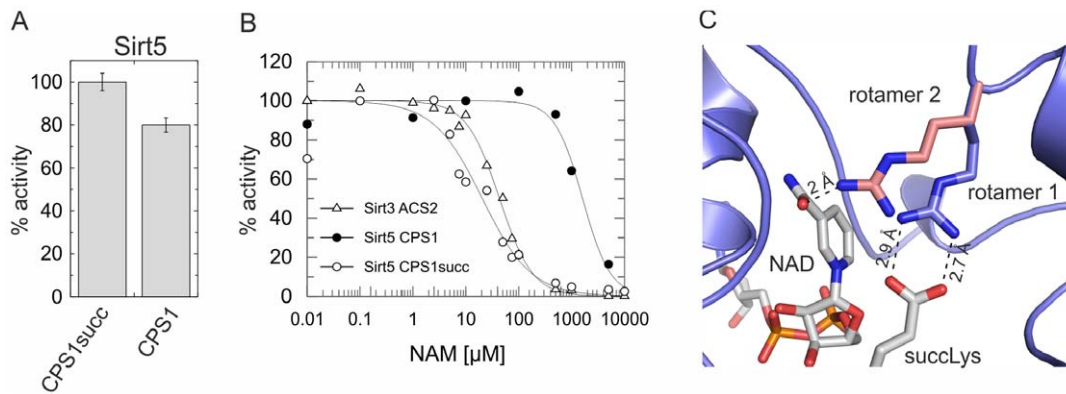 A
Sirt5
% activity
100
80
60
40
20
0
CPS1succ
CPS1
B
% activity
120
100
80
60
40
20
0
Sirt3 ACS2
Sirt5 CPS1
Sirt5 CPS1succ
0.01 0.1 1 10 100 1000 10000
NAM [µM]
C
rotamer 2
2 Å
rotamer 1
2.9 Å
2.7 Å
NAD
succLys